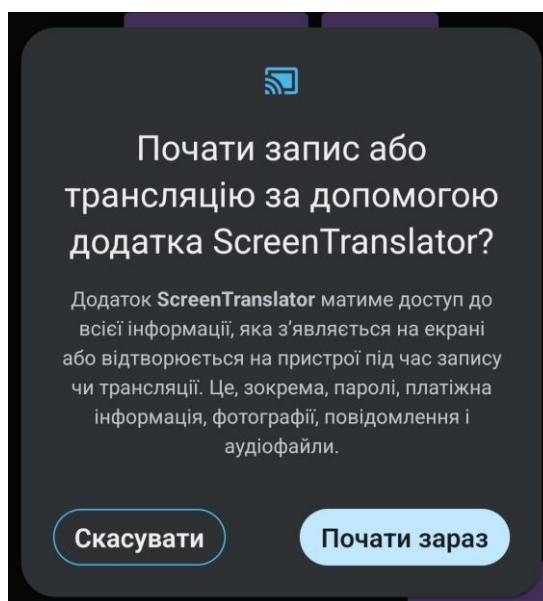 Почати запис або
трансляцію за допомогою
додатка ScreenTranslator?
Додаток ScreenTranslator матиме доступ до
всієї інформації, яка з’являється на екрані
або відтворюється на пристрої під час запису
чи трансляції. Це, зокрема, паролі, платіжна
інформація, фотографії, повідомлення і
аудіофайли.
Скасувати
Почати зараз